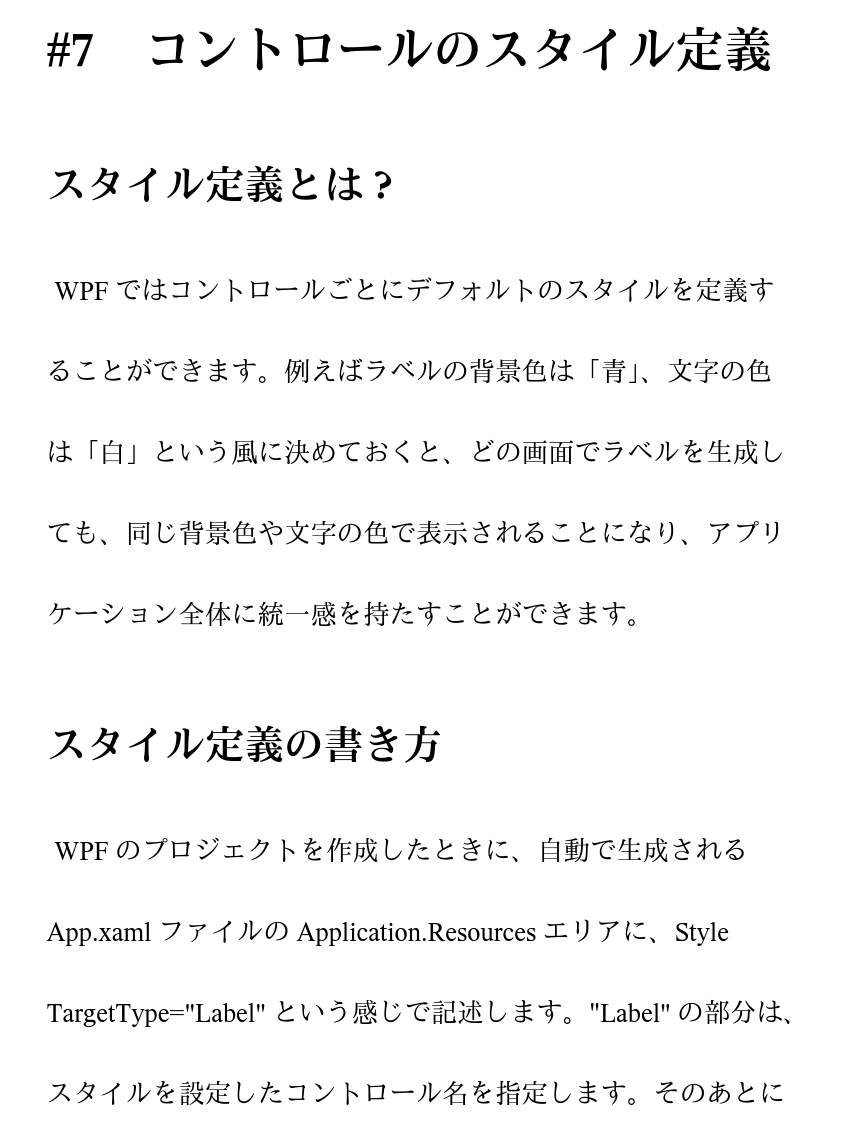 #7　コントロールのスタイル定義
スタイル定義とは？
WPF ではコントロールごとにデフォルトのスタイルを定義す
ることができます。例えばラベルの背景色は「青」、文字の色
は「白」という風に決めておくと、どの画面でラベルを生成し
ても、同じ背景色や文字の色で表示されることになり、アプリ
ケーション全体に統一感を持たすことができます。
スタイル定義の書き方
WPF のプロジェクトを作成したときに、自動で生成される
App.xaml ファイルの Application.Resources エリアに、Style
TargetType="Label" という感じで記述します。"Label" の部分は、
スタイルを設定したコントロール名を指定します。そのあとに